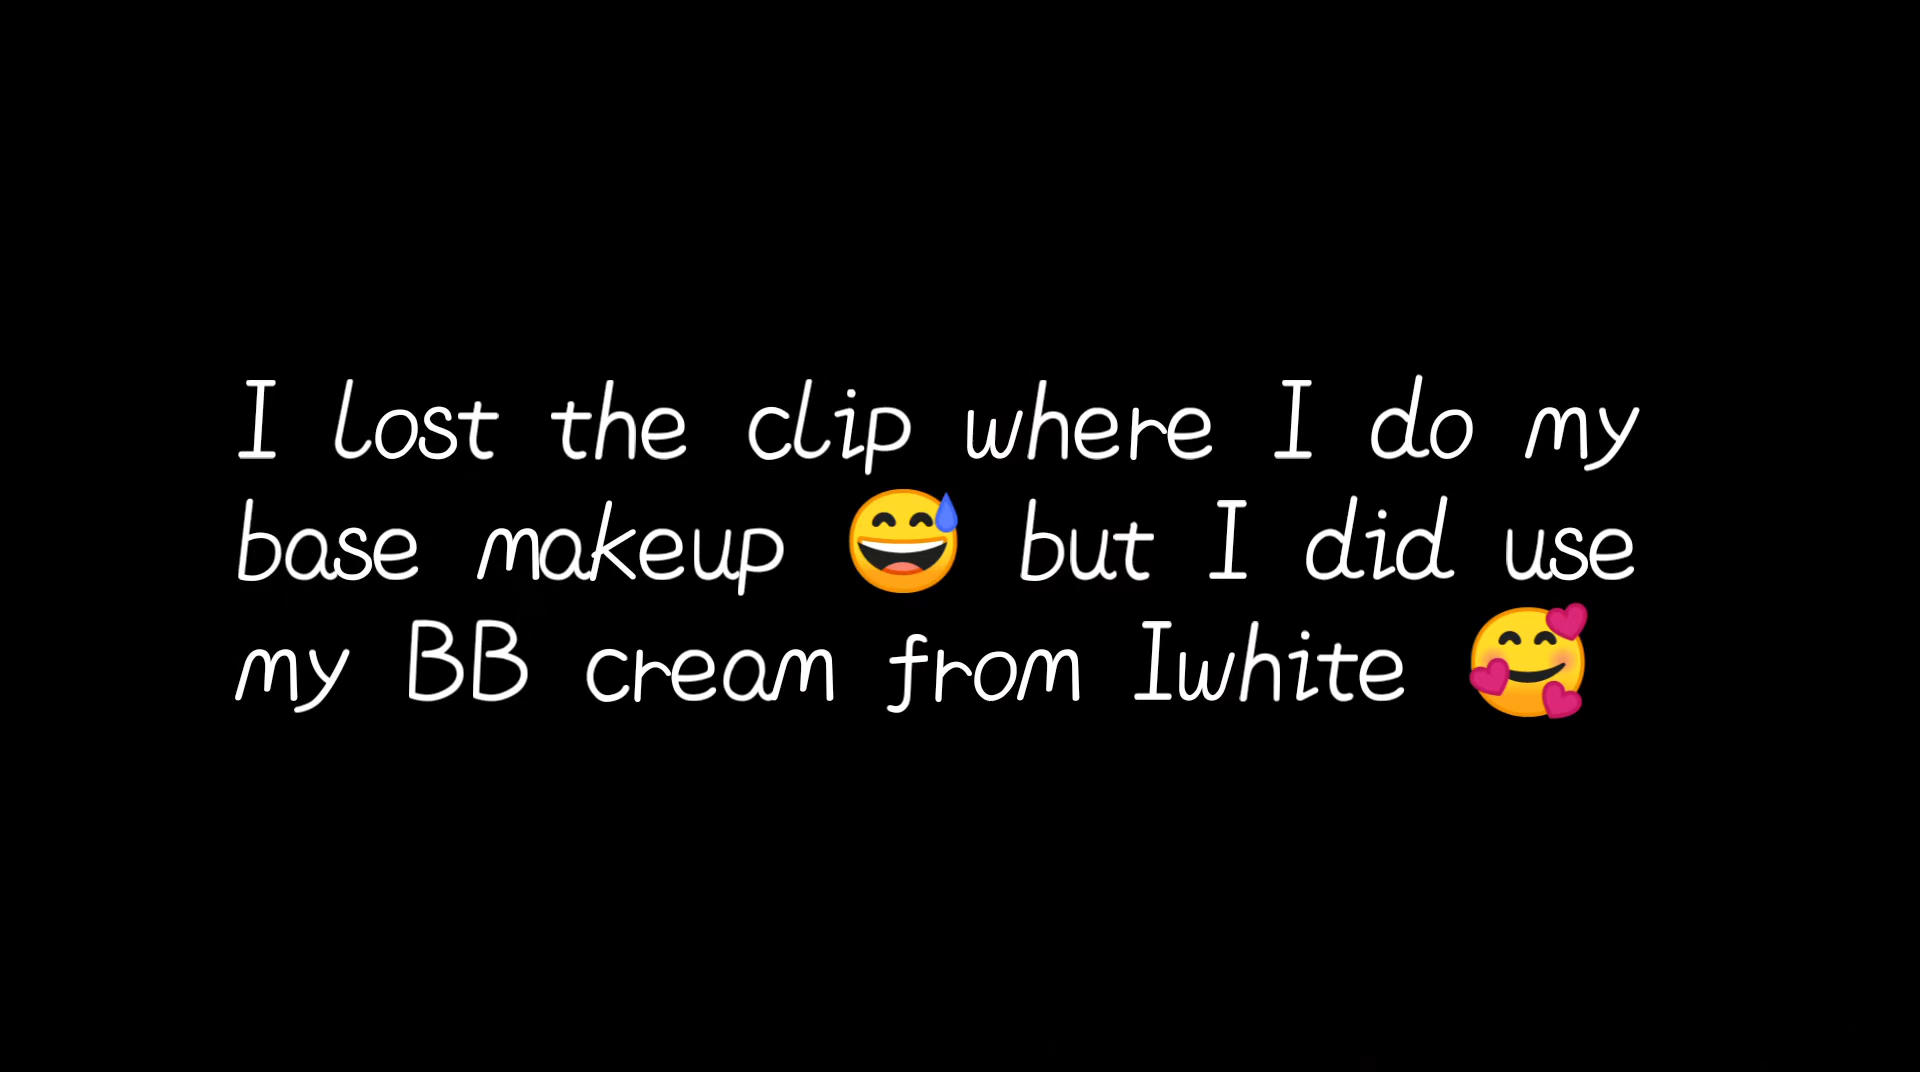 I lost the clip where I do my
base makeup 😅 but I did use
my BB cream from Iwhite 🥰